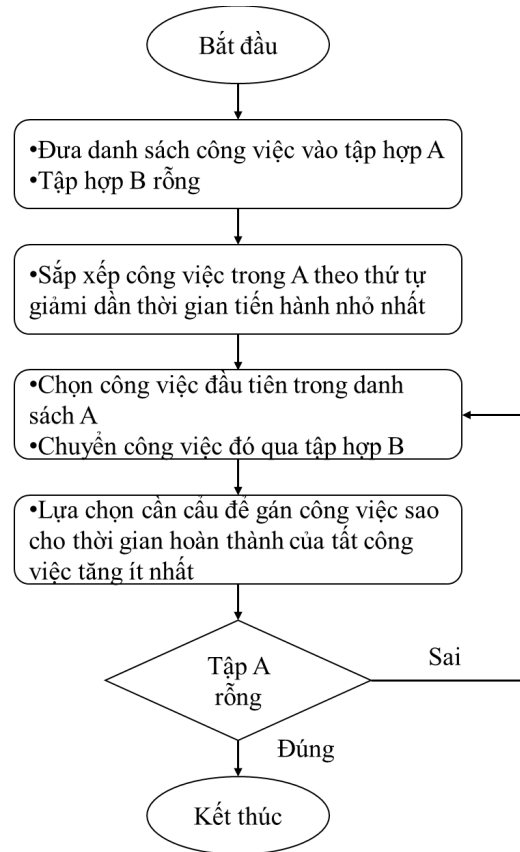 Bắt đầu
•Đưa danh sách công việc vào tập hợp A
•Tập hợp B rỗng
•Sắp xếp công việc trong A theo thứ tự
giảmi dần thời gian tiến hành nhỏ nhất
•Chọn công việc đầu tiên trong danh
sách A
•Chuyển công việc đó qua tập hợp B
•Lựa chọn cần cẩu để gán công việc sao
cho thời gian hoàn thành của tất công
việc tăng ít nhất
Tập A
rỗng
Sai
Đúng
Kết thúc